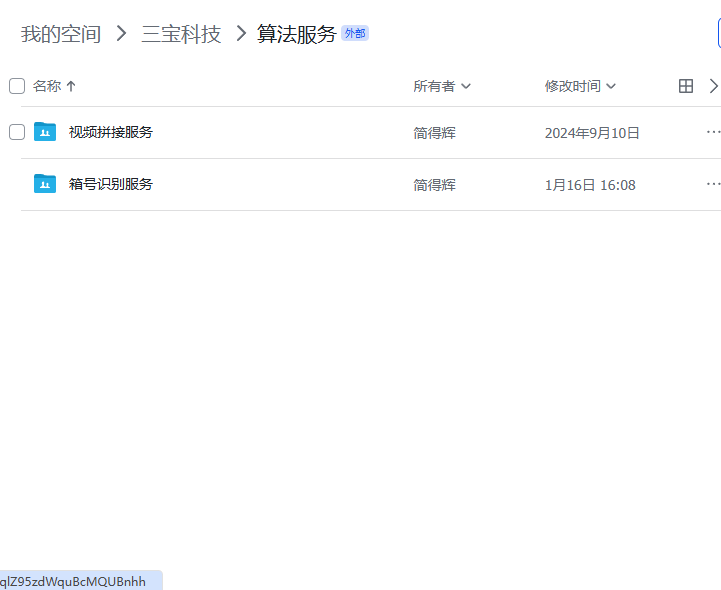 我的空间 > 三宝科技 > 算法服务 外部
名称 ↑ 所有者 修改时间
视频拼接服务 简得辉 2024年9月10日 ···
箱号识别服务 简得辉 1月16日 16:08 ···
qlZ95zdWquBcMQUBnhh